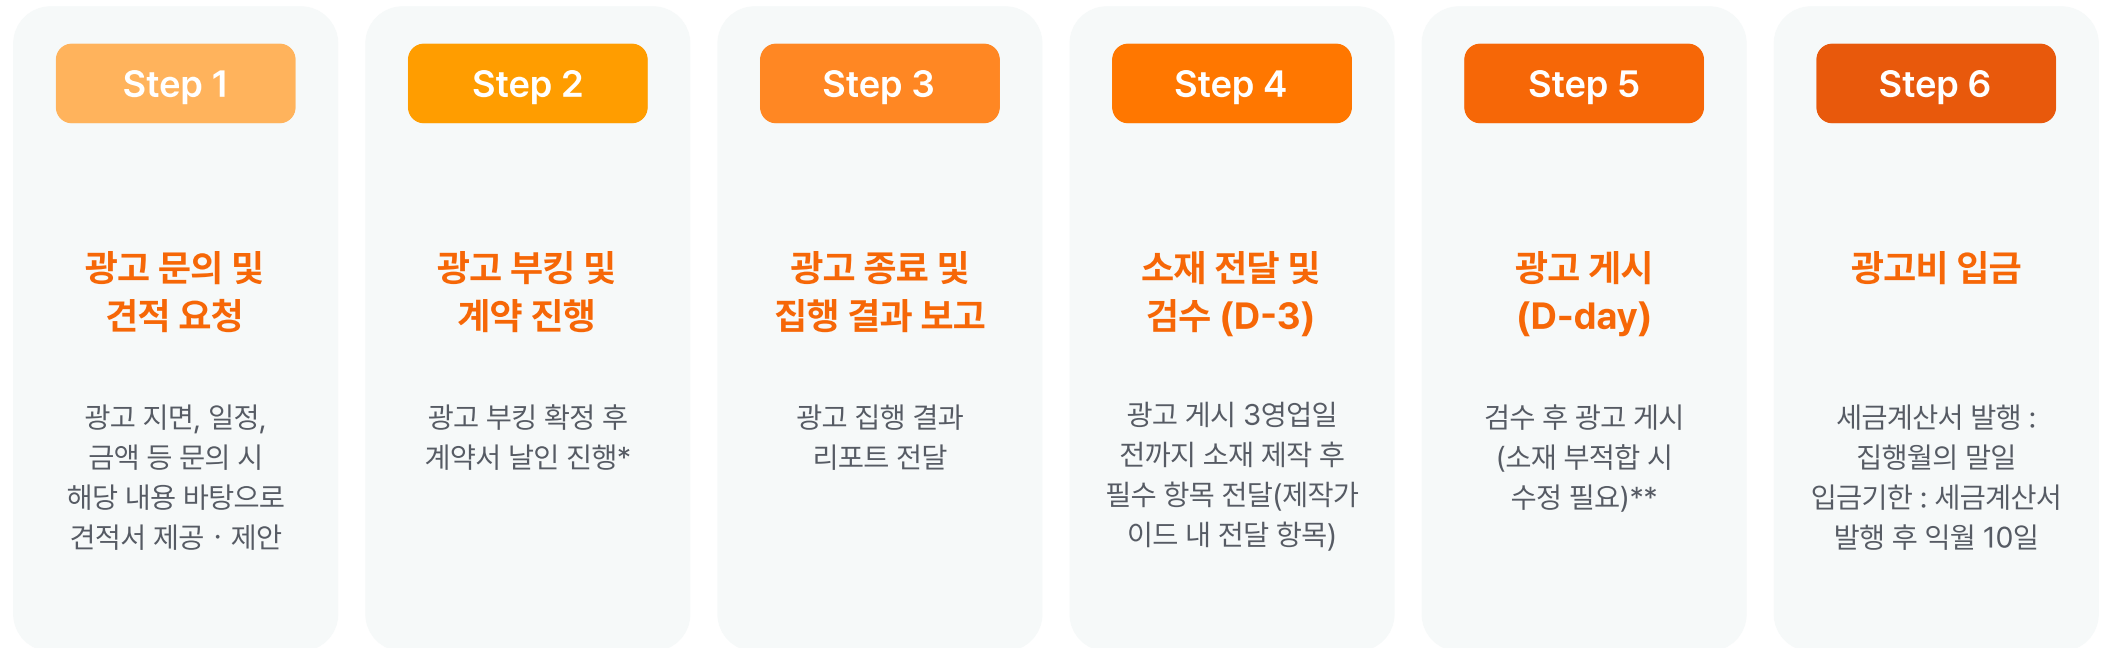 Step 1
광고 문의 및
견적 요청
광고 지면, 일정,
금액 등 문의 시
해당 내용 바탕으로
견적서 제공 · 제안
Step 2
광고 부킹 및
계약 진행
광고 부킹 확정 후
계약서 날인 진행*
Step 3
광고 종료 및
집행 결과 보고
광고 집행 결과
리포트 전달
Step 4
소재 전달 및
검수 (D-3)
광고 게시 3영업일
전까지 소재 제작 후
필수 항목 전달(제작가
이드 내 전달 항목)
Step 5
광고 게시
(D-day)
검수 후 광고 게시
(소재 부적합 시
수정 필요)**
Step 6
광고비 입금
세금계산서 발행 :
집행월의 말일
입금기한 : 세금계산서
발행 후 익월 10일